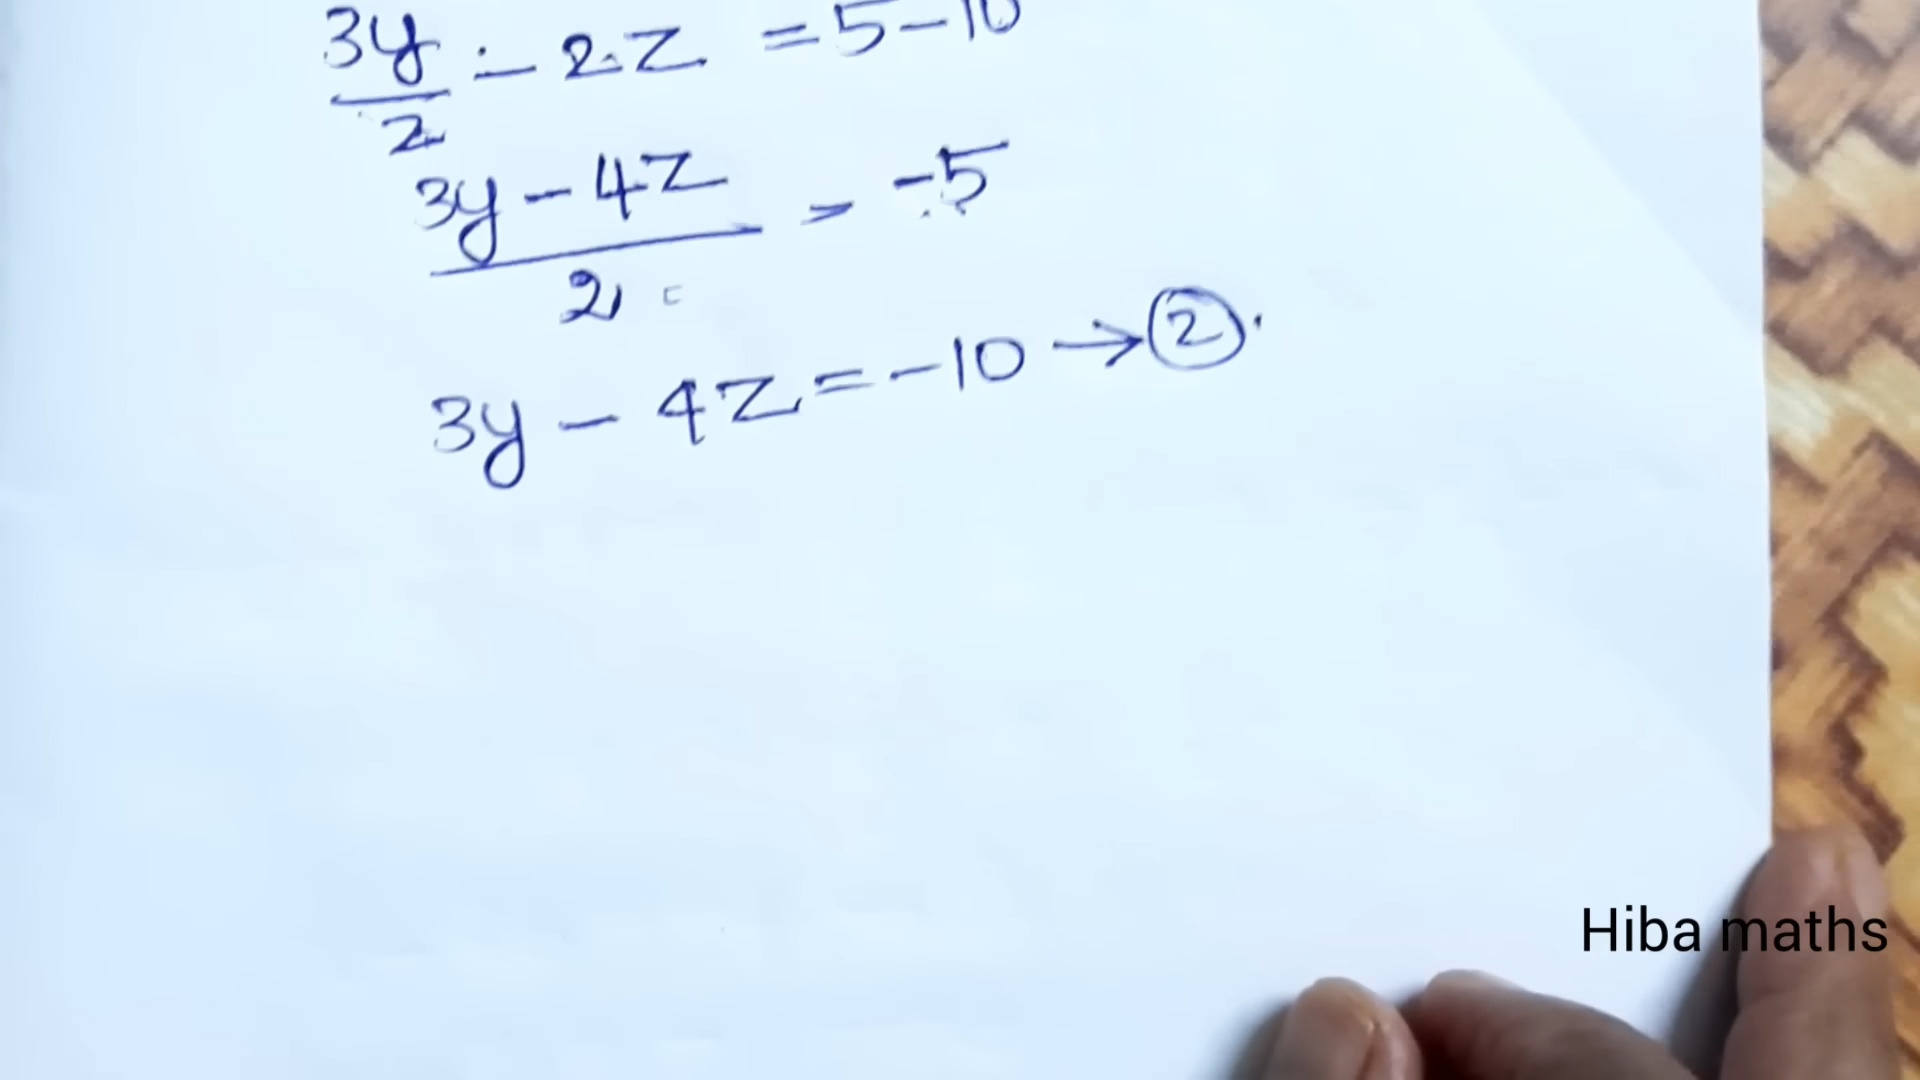 3y/2 - 2z = 5 - 10
(3y - 4z)/2 = -5
3y - 4z = -10 → ②.
Hiba maths